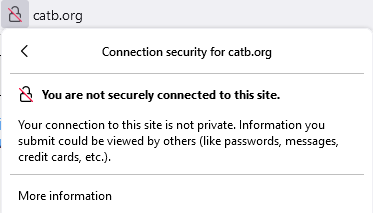 catb.org
Connection security for catb.org
You are not securely connected to this site.
Your connection to this site is not private. Information you
submit could be viewed by others (like passwords, messages,
credit cards, etc.).
More information